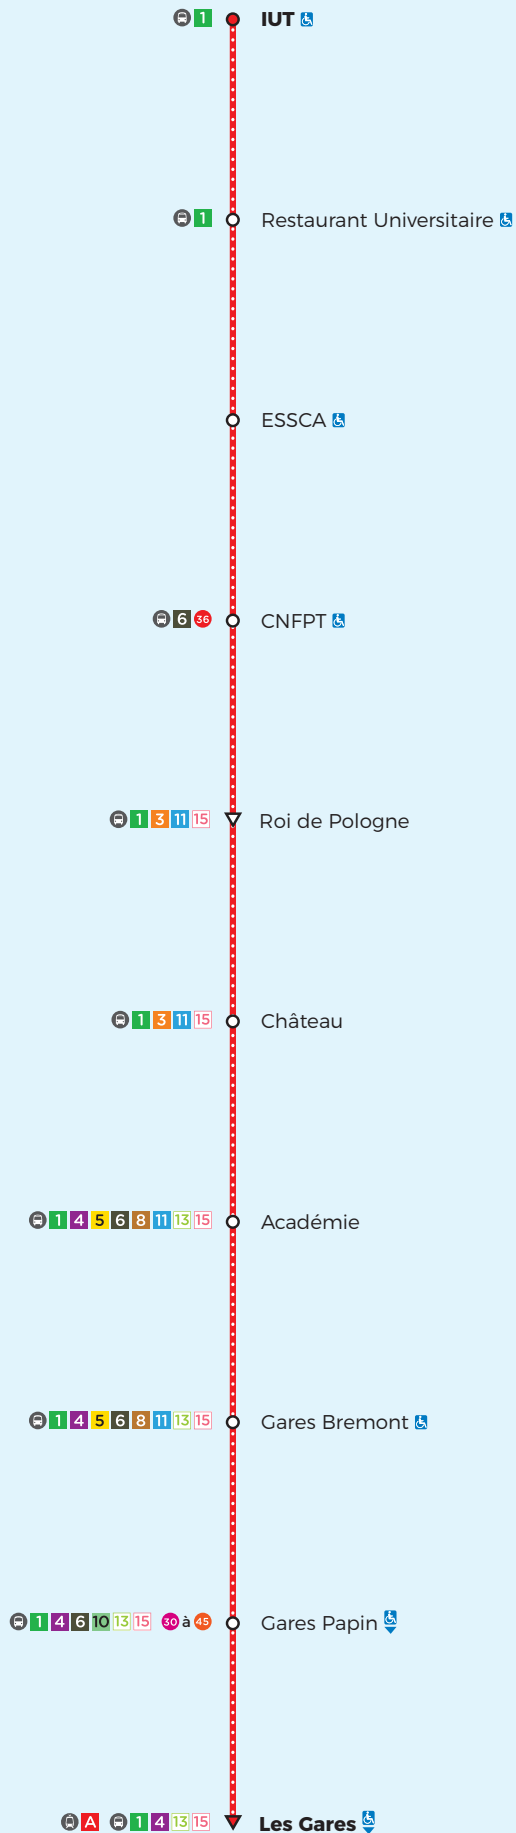 1 IUT
1 Restaurant Universitaire
ESSCA
6 36 CNFPT
1 3 11 15 Roi de Pologne
1 3 11 15 Château
1 4 5 6 8 11 13 15 Académie
1 4 5 6 8 11 13 15 Gares Bremont
1 4 6 10 13 15 30 à 45 Gares Papin
A 1 4 13 15 Les Gares